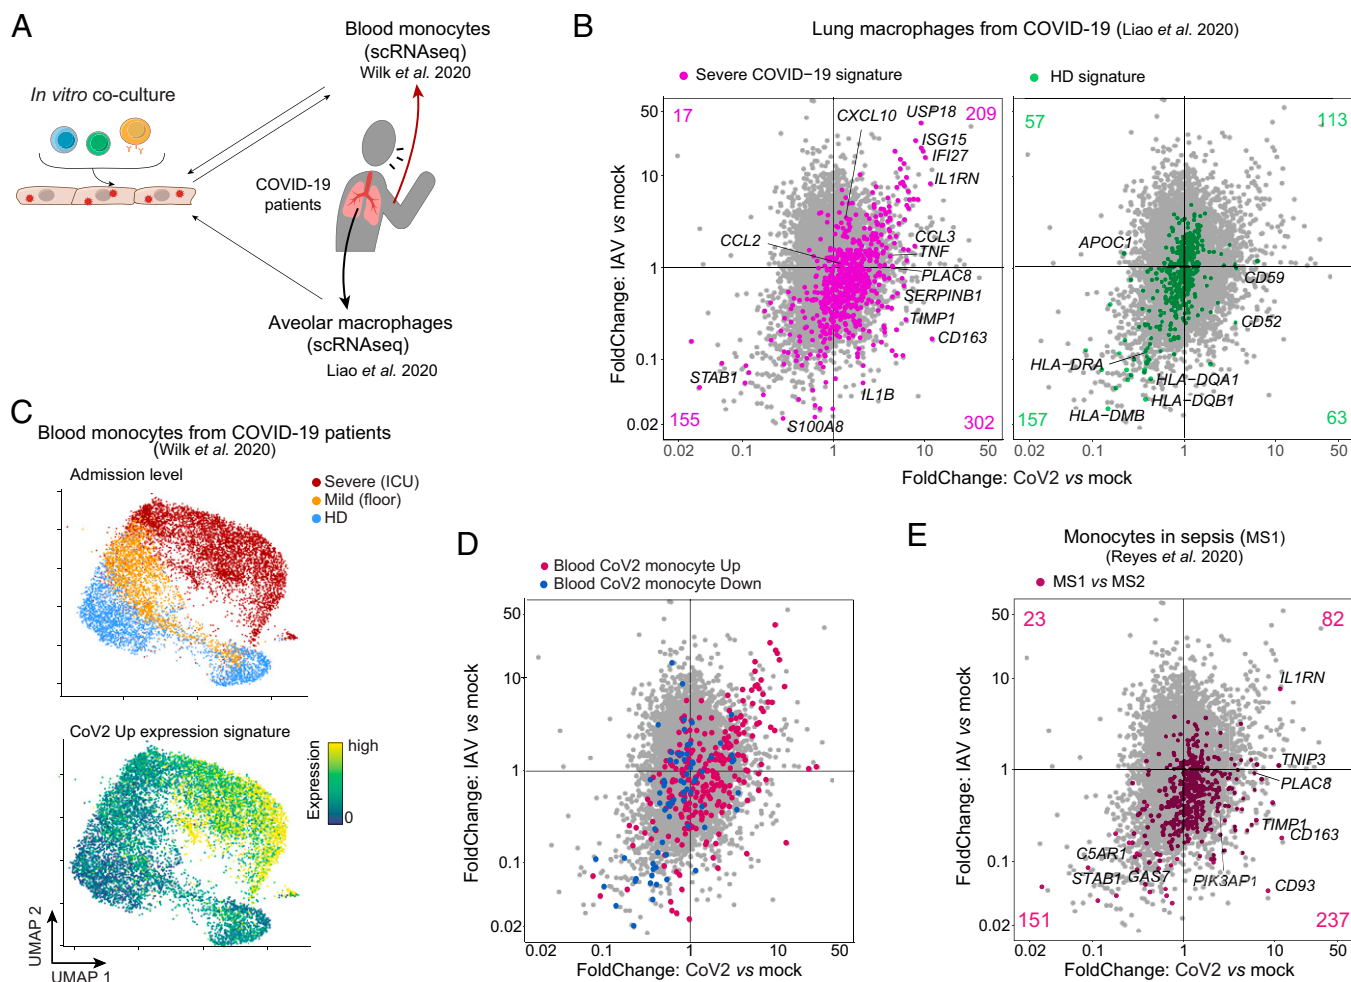 A
Blood monocytes
(scRNAseq)
Wilk et al. 2020
In vitro co-culture
COVID-19
patients
Aveolar macrophages
(scRNAseq)
Liao et al. 2020
B
Lung macrophages from COVID-19 (Liao et al. 2020)
Severe COVID−19 signature
HD signature
17
209
CXCL10
USP18
ISG15
IFI27
IL1RN
CCL2
CCL3
TNF
PLAC8
SERPINB1
TIMP1
CD163
STAB1
IL1B
S100A8
155
302
50
10
1
0.1
0.02
FoldChange: IAV vs mock
0.02
0.1
1
10
50
57
113
APOC1
CD59
CD52
HLA−DRA
HLA−DQA1
HLA−DQB1
HLA−DMB
157
63
0.02
0.1
1
10
50
FoldChange: CoV2 vs mock
C
Blood monocytes from COVID-19 patients
(Wilk et al. 2020)
Admission level
Severe (ICU)
Mild (floor)
HD
CoV2 Up expression signature
Expression
high
0
UMAP 2
UMAP 1
D
Blood CoV2 monocyte Up
Blood CoV2 monocyte Down
50
10
1
0.1
0.02
FoldChange: IAV vs mock
0.02
0.1
1
10
50
FoldChange: CoV2 vs mock
E
Monocytes in sepsis (MS1)
(Reyes et al. 2020)
MS1 vs MS2
23
82
IL1RN
TNIP3
PLAC8
TIMP1
CD163
C5AR1
STAB1
GAS7
PIK3AP1
CD93
151
237
50
10
1
0.1
0.02
FoldChange: IAV vs mock
0.02
0.1
1
10
50
FoldChange: CoV2 vs mock